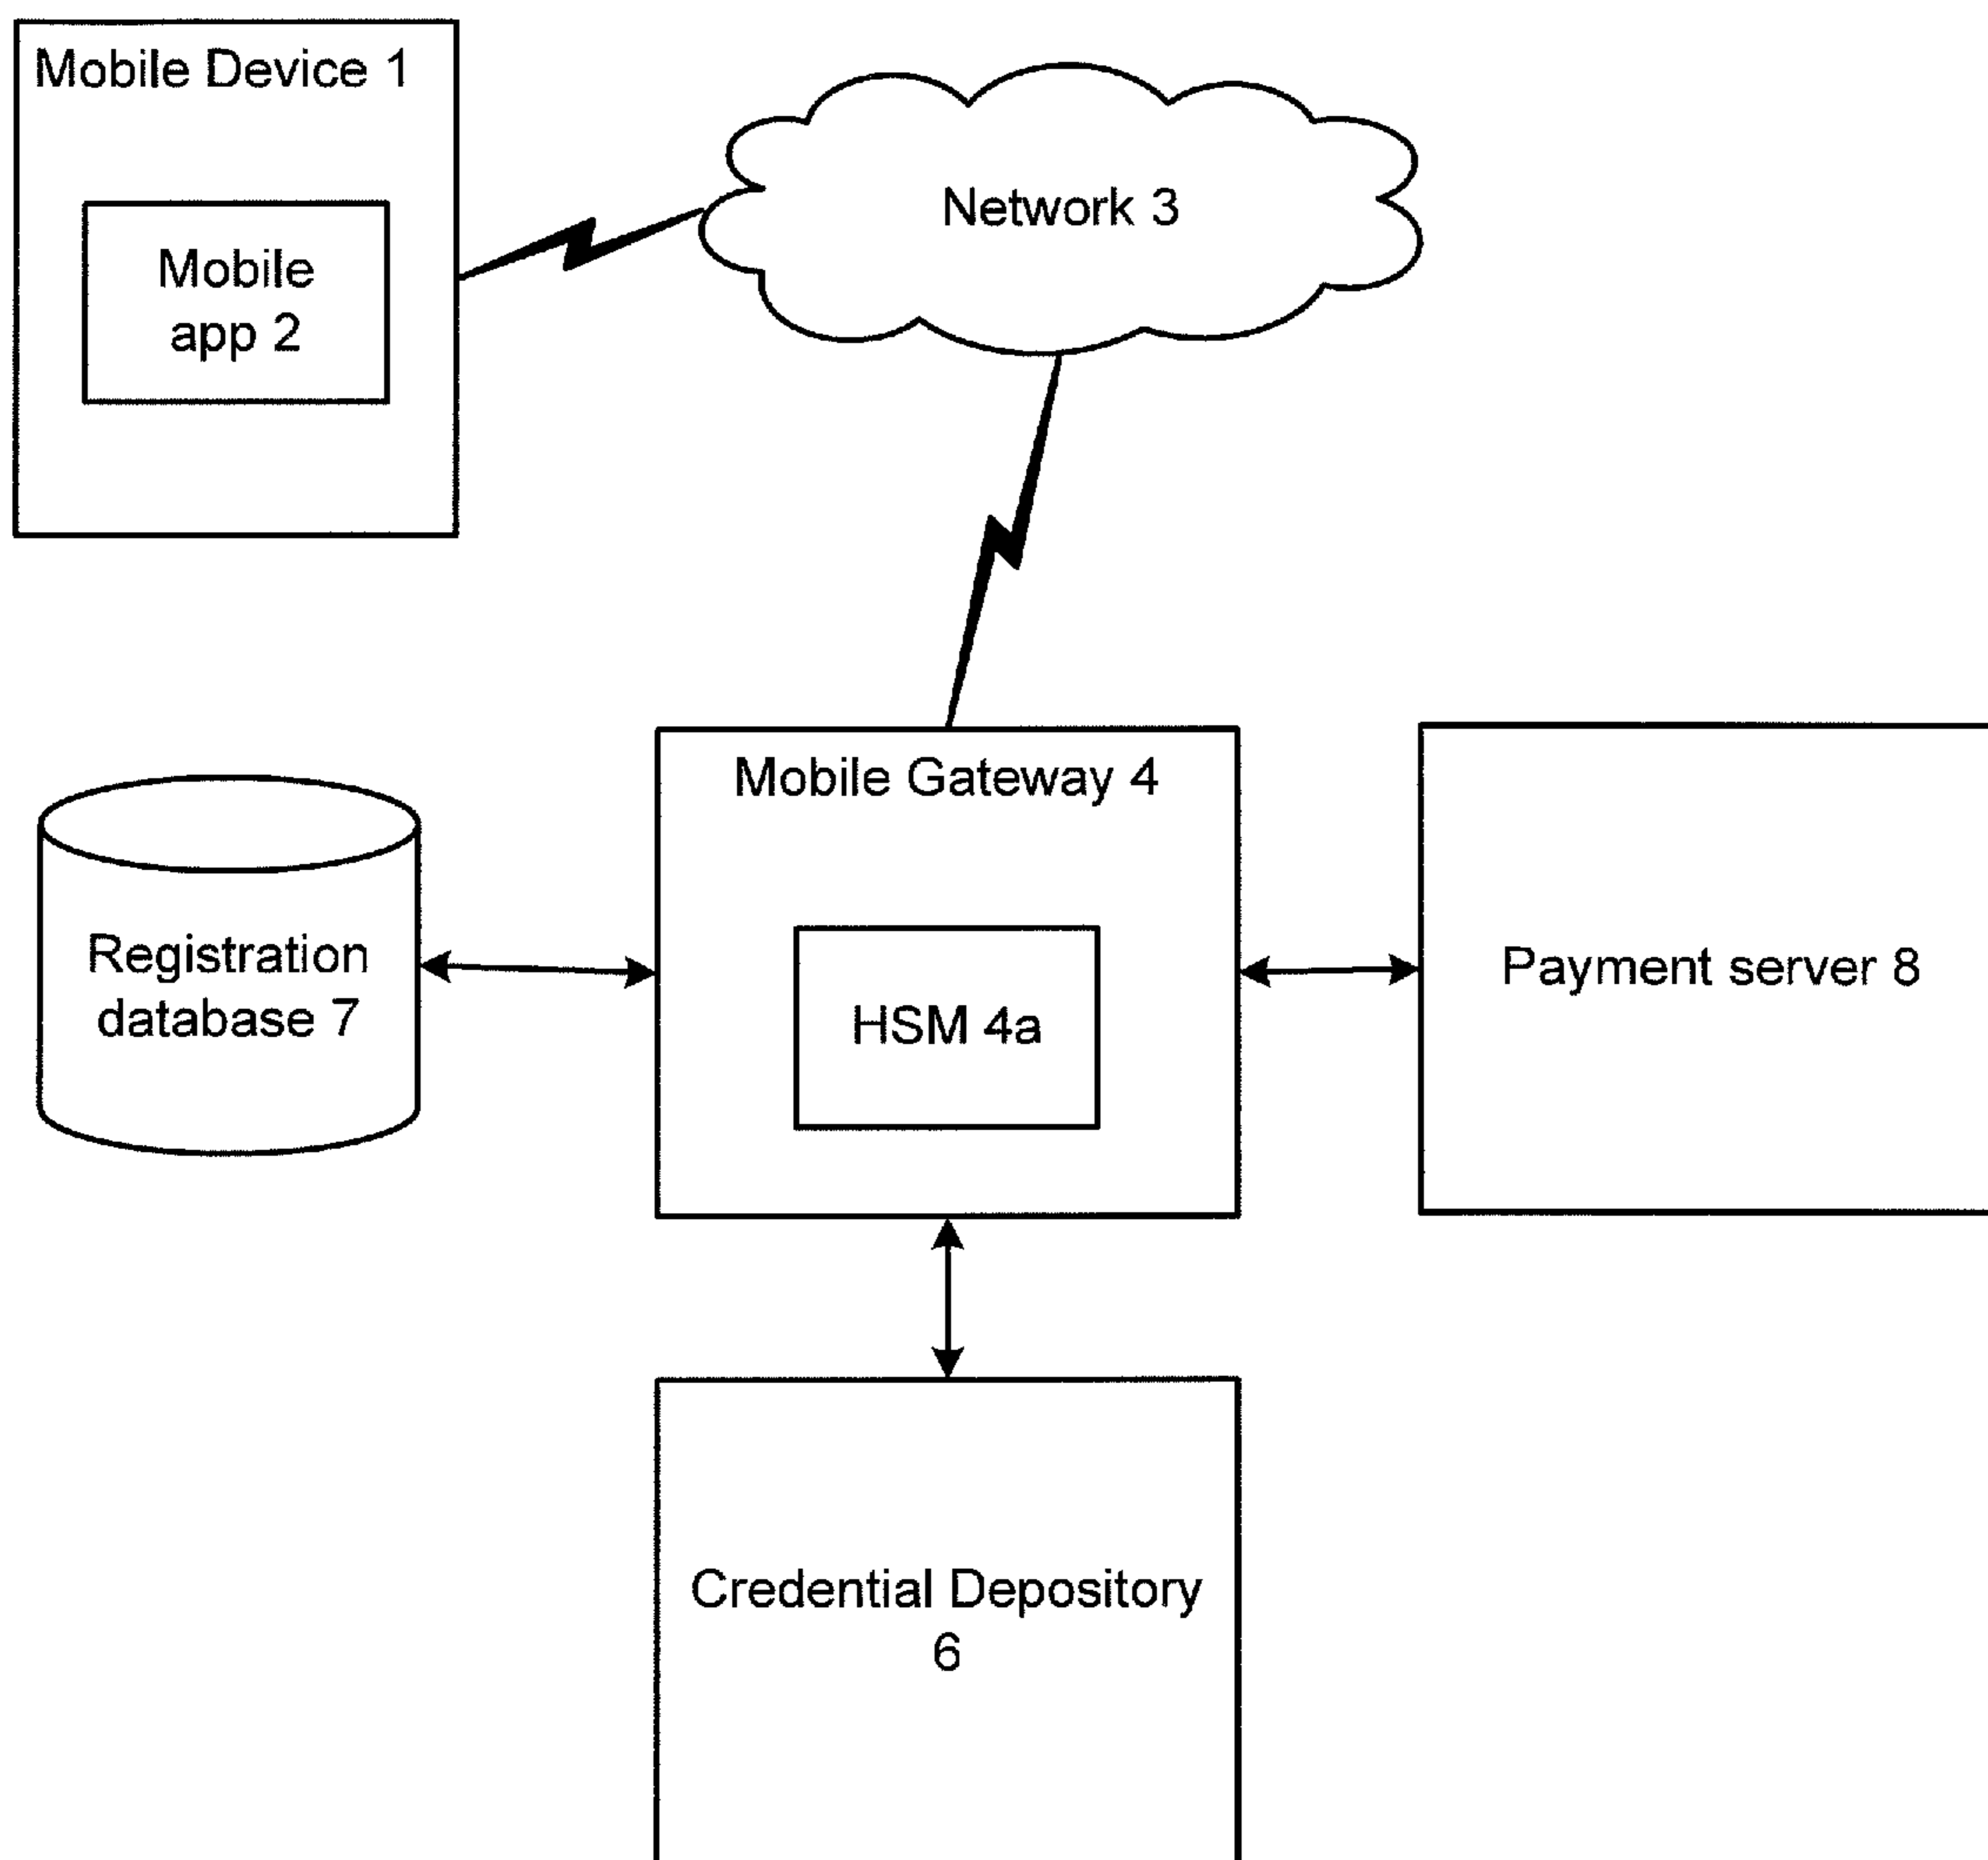 Mobile Device 1
Mobile
app 2
Network 3
Mobile Gateway 4
Registration
database 7
HSM 4a
Payment server 8
Credential Depository
6